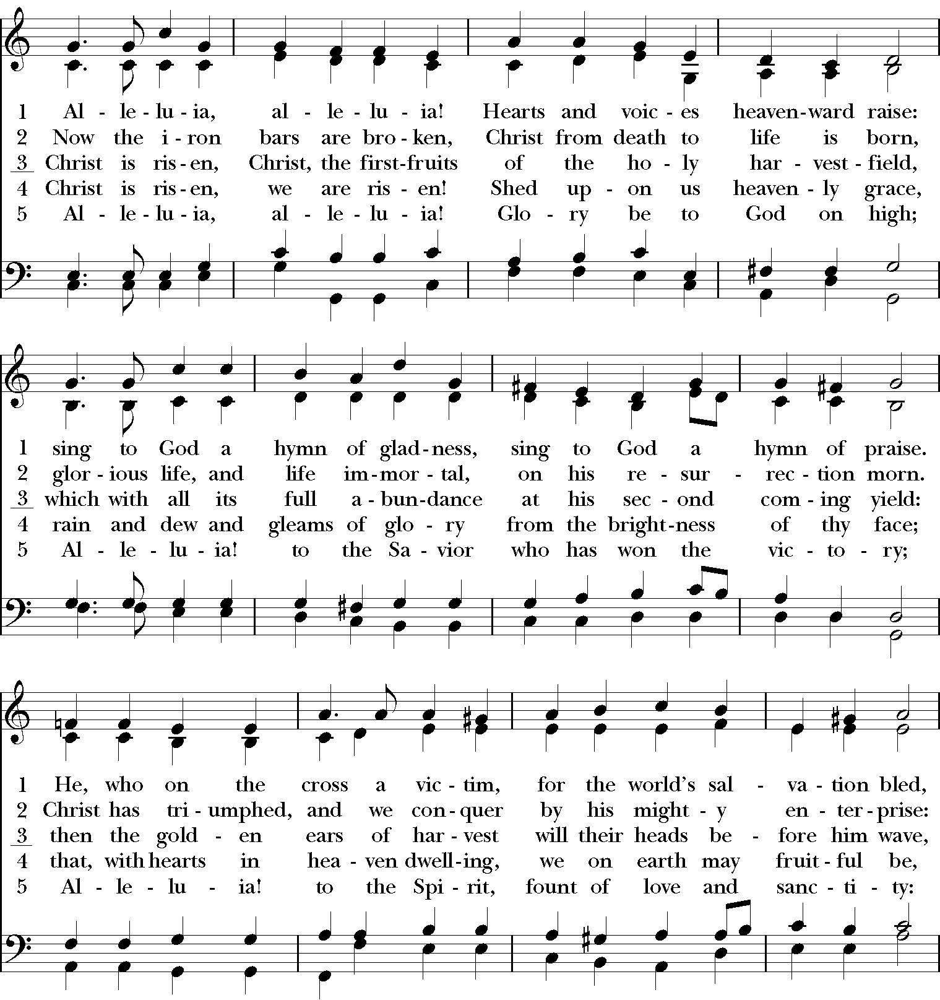 1 Al - le - lu - ia, al - le - lu - ia! Hearts and voic - es heaven-ward raise:
2 Now the i - ron bars are bro - ken, Christ from death to life is born,
3 Christ is ris - en, Christ, the first-fruits of the ho - ly har - vest - field,
4 Christ is ris - en, we are ris - en! Shed up - on us heaven - ly grace,
5 Al - le - lu - ia, al - le - lu - ia! Glo - ry be to God on high;
1 sing to God a hymn of glad - ness, sing to God a hymn of praise.
2 glor - ious life, and life im - mor - tal, on his re - sur - rec - tion morn.
3 which with all its full a - bun - dance at his sec - ond com - ing yield:
4 rain and dew and gleams of glo - ry from the bright - ness of thy face;
5 Al - le - lu - ia! to the Sa - vior who has won the vic - to - ry;
1 He, who on the cross a vic - tim, for the world's sal - va - tion bled,
2 Christ has tri - umphed, and we con - quer by his might - y en - ter - prise:
3 then the gold - en ears of har - vest will their heads be - fore him wave,
4 that, with hearts in hea - ven dwell - ing, we on earth may fruit - ful be,
5 Al - le - lu - ia! to the Spi - rit, fount of love and sanc - ti - ty: